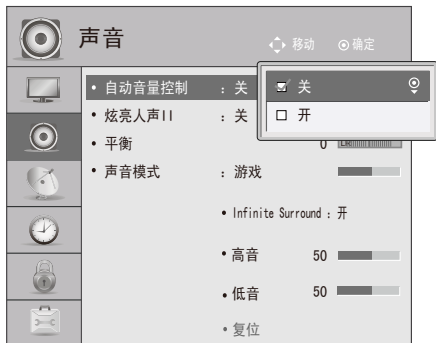 声音
移动 确定
• 自动音量控制 : 关
关
开
• 炫亮人声II : 关
• 平衡 0
• 声音模式 : 游戏
• Infinite Surround : 开
• 高音 50
• 低音 50
• 复位